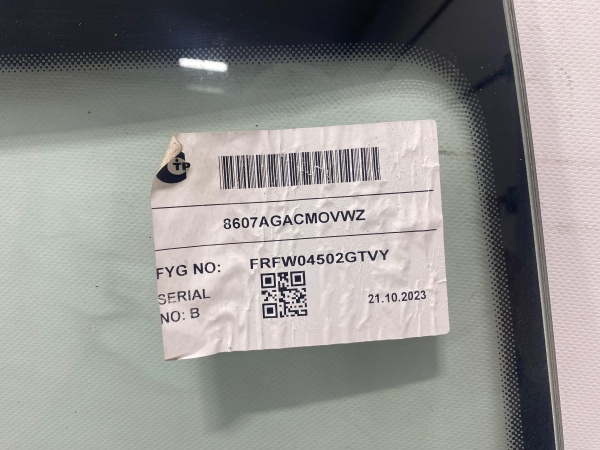 TP
8607AGACMOVWZ
FYG NO: FRFW04502GTVY
SERIAL
NO: B
21.10.2023